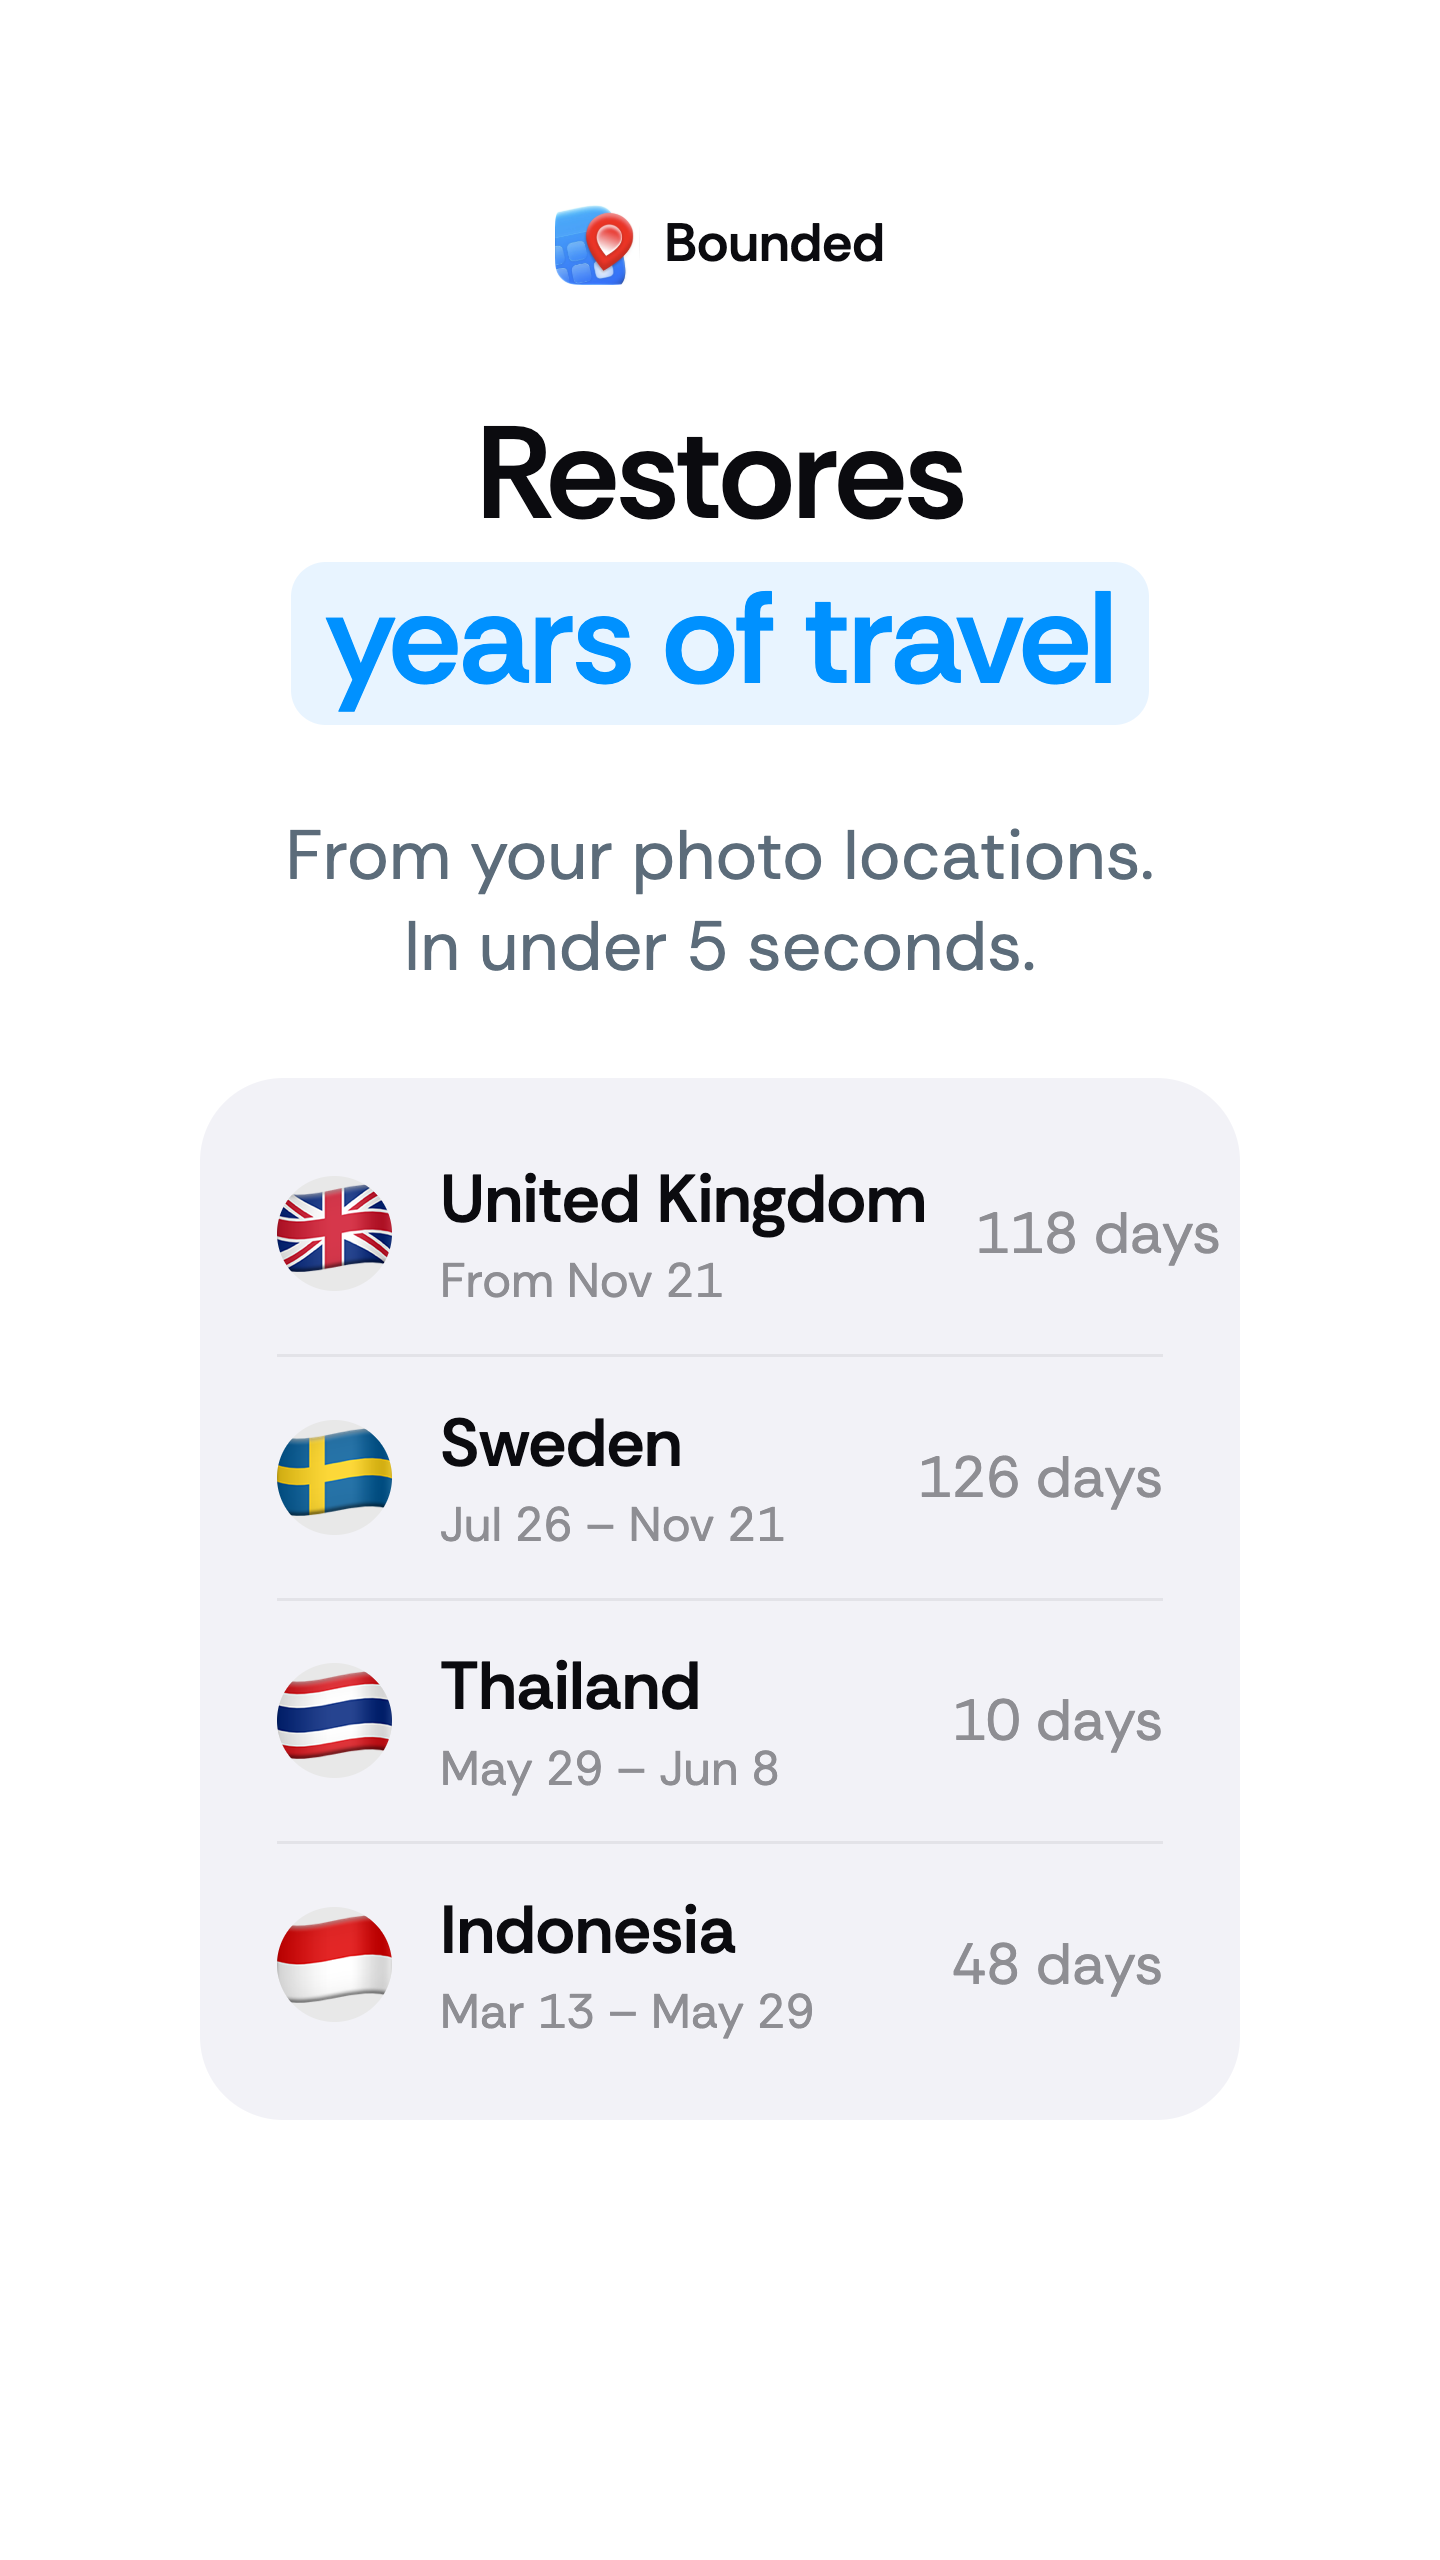 Bounded
Restores
years of travel
From your photo locations.
In under 5 seconds.
United Kingdom
118 days
From Nov 21
Sweden
126 days
Jul 26 – Nov 21
Thailand
10 days
May 29 – Jun 8
Indonesia
48 days
Mar 13 – May 29